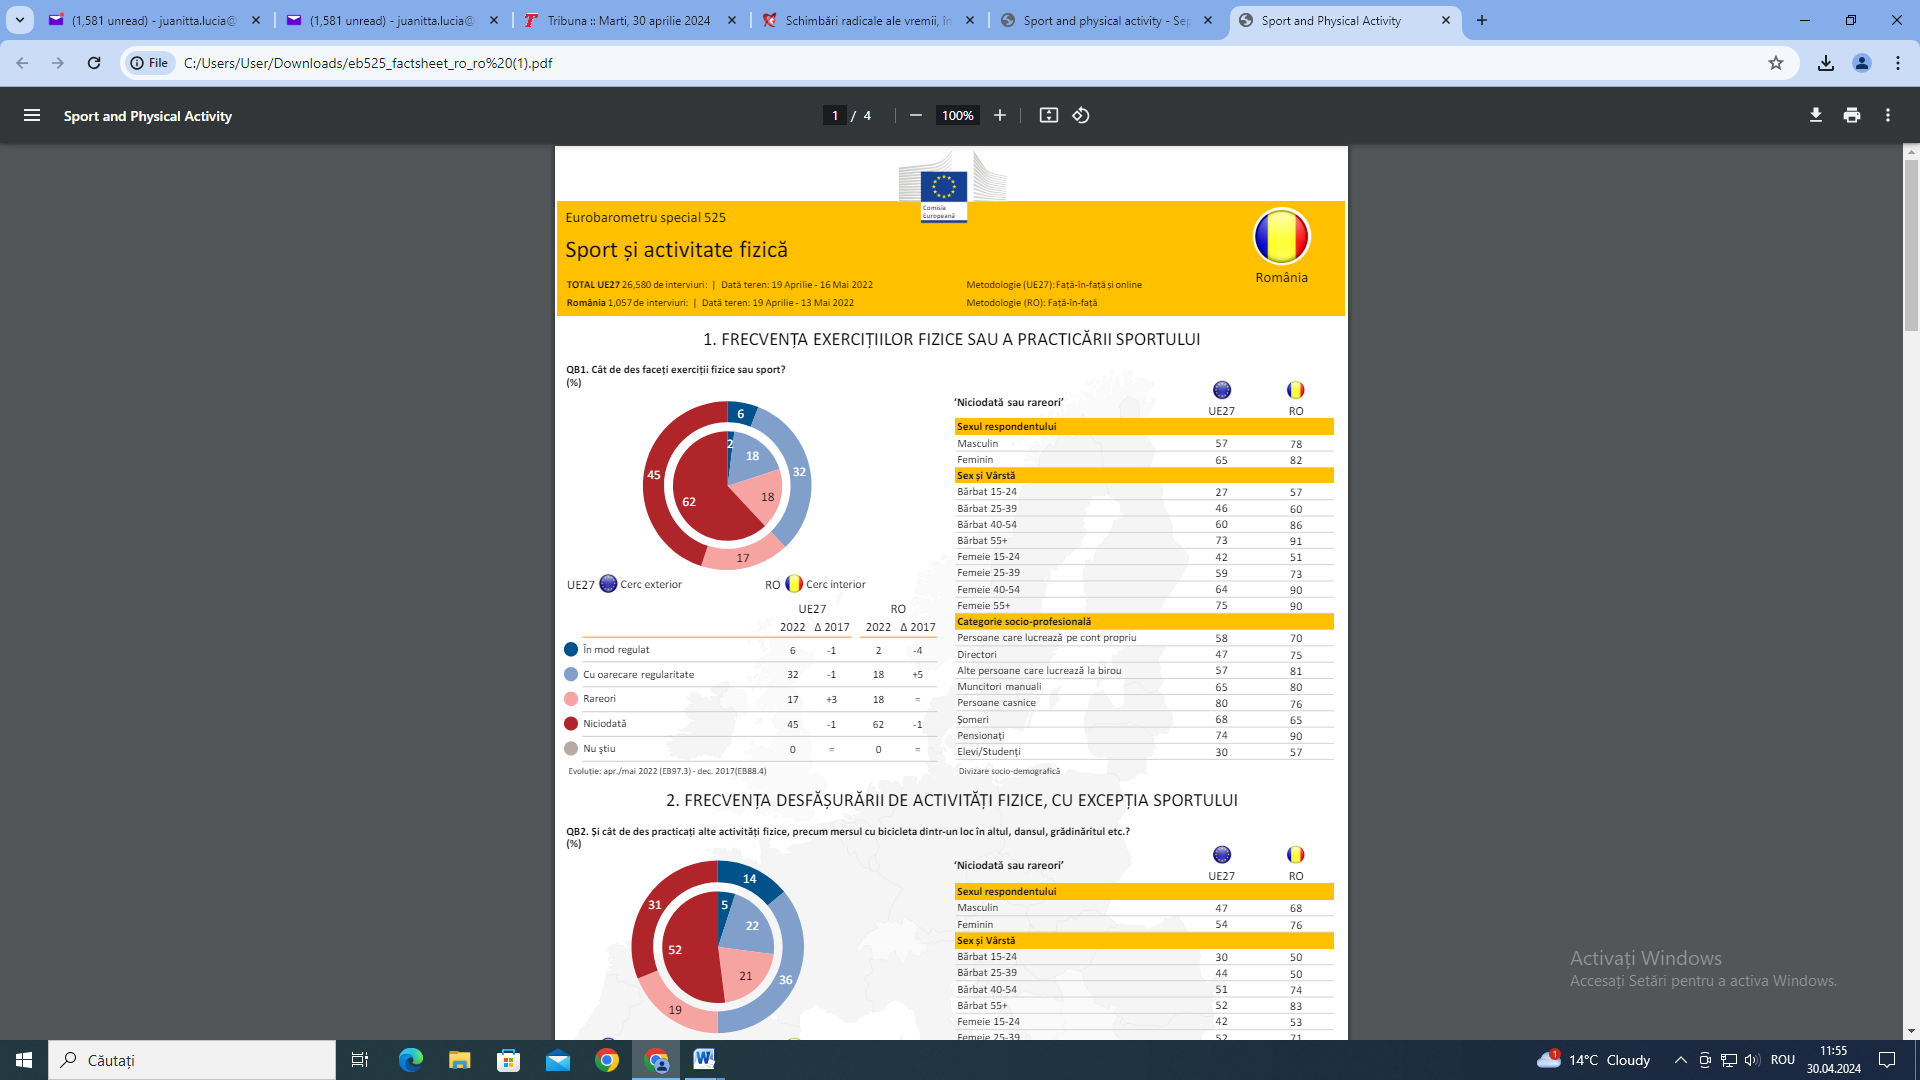 (1,581 unread) - juanitta.lucia@
(1,581 unread) - juanitta.lucia@
Tribuna :: Marti, 30 aprilie 2024
Schimbări radicale ale vremii, în
Sport and physical activity - Sep
Sport and Physical Activity
File
C:/Users/User/Downloads/eb525_factsheet_ro_ro%20(1).pdf
Sport and Physical Activity
1 / 4
100%
Comisia
Europeană
Eurobarometru special 525
Sport și activitate fizică
România
TOTAL UE27 26,580 de interviuri: | Dată teren: 19 Aprilie - 16 Mai 2022
Metodologie (UE27): Față-în-față și online
România 1,057 de interviuri: | Dată teren: 19 Aprilie - 13 Mai 2022
Metodologie (RO): Față-în-față
1. FRECVENȚA EXERCIȚIILOR FIZICE SAU A PRACTICĂRII SPORTULUI
QB1. Cât de des faceți exerciții fizice sau sport?
(%)
6
2
18
32
45
62
18
17
UE27 Cerc exterior
RO Cerc interior
UE27 RO
2022 Δ 2017 2022 Δ 2017
În mod regulat 6 -1 2 -4
Cu oarecare regularitate 32 -1 18 +5
Rareori 17 +3 18 =
Niciodată 45 -1 62 -1
Nu știu 0 = 0 =
Evoluție: apr./mai 2022 (EB97.3) - dec. 2017(EB88.4)
'Niciodată sau rareori'
UE27 RO
Sexul respondentului
Masculin 57 78
Feminin 65 82
Sex și Vârstă
Bărbat 15-24 27 57
Bărbat 25-39 46 60
Bărbat 40-54 60 86
Bărbat 55+ 73 91
Femeie 15-24 42 51
Femeie 25-39 59 73
Femeie 40-54 64 90
Femeie 55+ 75 90
Categorie socio-profesională
Persoane care lucrează pe cont propriu 58 70
Directori 47 75
Alte persoane care lucrează la birou 57 81
Muncitori manuali 65 80
Persoane casnice 80 76
Șomeri 68 65
Pensionați 74 90
Elevi/Studenți 30 57
Divizare socio-demografică
2. FRECVENȚA DESFĂȘURĂRII DE ACTIVITĂȚI FIZICE, CU EXCEPȚIA SPORTULUI
QB2. Și cât de des practicați alte activități fizice, precum mersul cu bicicleta dintr-un loc în altul, dansul, grădinăritul etc.?
(%)
14
31
5
22
52
21
36
19
'Niciodată sau rareori'
UE27 RO
Sexul respondentului
Masculin 47 68
Feminin 54 76
Sex și Vârstă
Bărbat 15-24 30 50
Bărbat 25-39 44 50
Bărbat 40-54 51 74
Bărbat 55+ 52 83
Femeie 15-24 42 53
Femeie 25-39 52 71
Activați Windows
Accesați Setări pentru a activa Windows.
Căutați
1
14°C Cloudy
ROU
11:55
30.04.2024